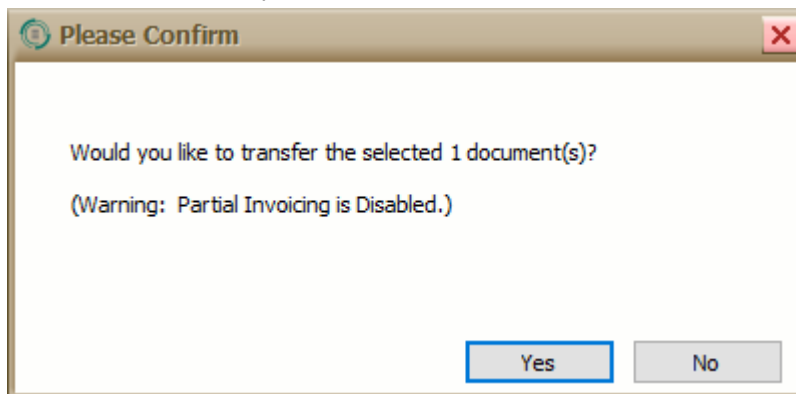 Please Confirm
Would you like to transfer the selected 1 document(s)?
(Warning:  Partial Invoicing is Disabled.)
Yes
No